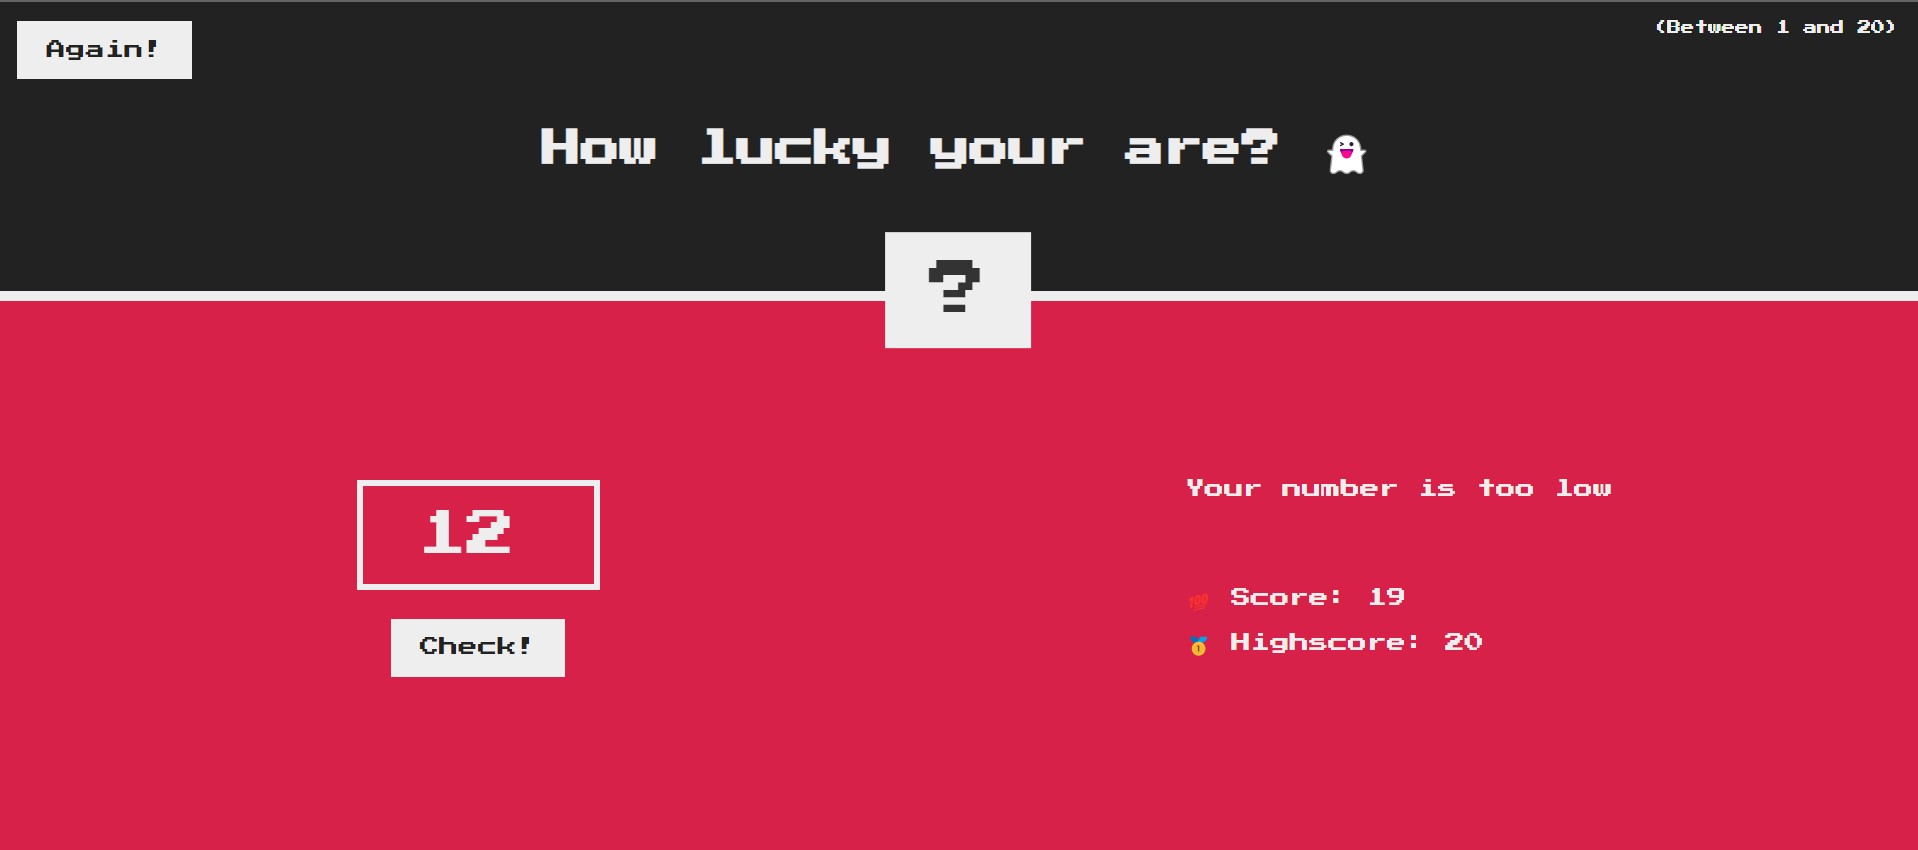 Again!
(Between 1 and 20)
How lucky your are? 👻
?
12
Check!
Your number is too low
💯 Score: 19
🥇 Highscore: 20